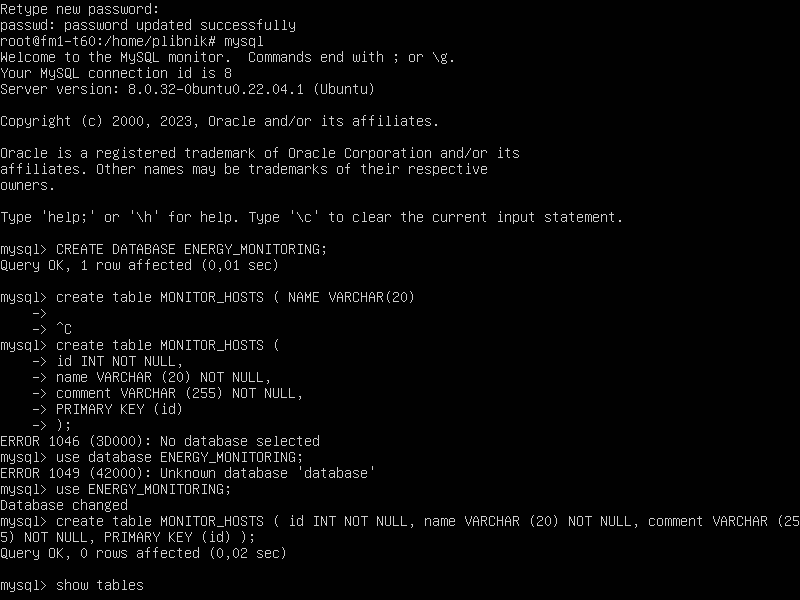 Retype new password:
passwd: password updated successfully
root@fm1-t60:/home/plibnik# mysql
Welcome to the MySQL monitor.  Commands end with ; or \g.
Your MySQL connection id is 8
Server version: 8.0.32-0buntu0.22.04.1 (Ubuntu)

Copyright (c) 2000, 2023, Oracle and/or its affiliates.

Oracle is a registered trademark of Oracle Corporation and/or its
affiliates. Other names may be trademarks of their respective
owners.

Type 'help;' or '\h' for help. Type '\c' to clear the current input statement.

mysql> CREATE DATABASE ENERGY_MONITORING;
Query OK, 1 row affected (0,01 sec)

mysql> create table MONITOR_HOSTS ( NAME VARCHAR(20)
    ->
    -> ^C
mysql> create table MONITOR_HOSTS (
    -> id INT NOT NULL,
    -> name VARCHAR (20) NOT NULL,
    -> comment VARCHAR (255) NOT NULL,
    -> PRIMARY KEY (id)
    -> );
ERROR 1046 (3D000): No database selected
mysql> use database ENERGY_MONITORING;
ERROR 1049 (42000): Unknown database 'database'
mysql> use ENERGY_MONITORING;
Database changed
mysql> create table MONITOR_HOSTS ( id INT NOT NULL, name VARCHAR (20) NOT NULL, comment VARCHAR (25
5) NOT NULL, PRIMARY KEY (id) );
Query OK, 0 rows affected (0,02 sec)

mysql> show tables